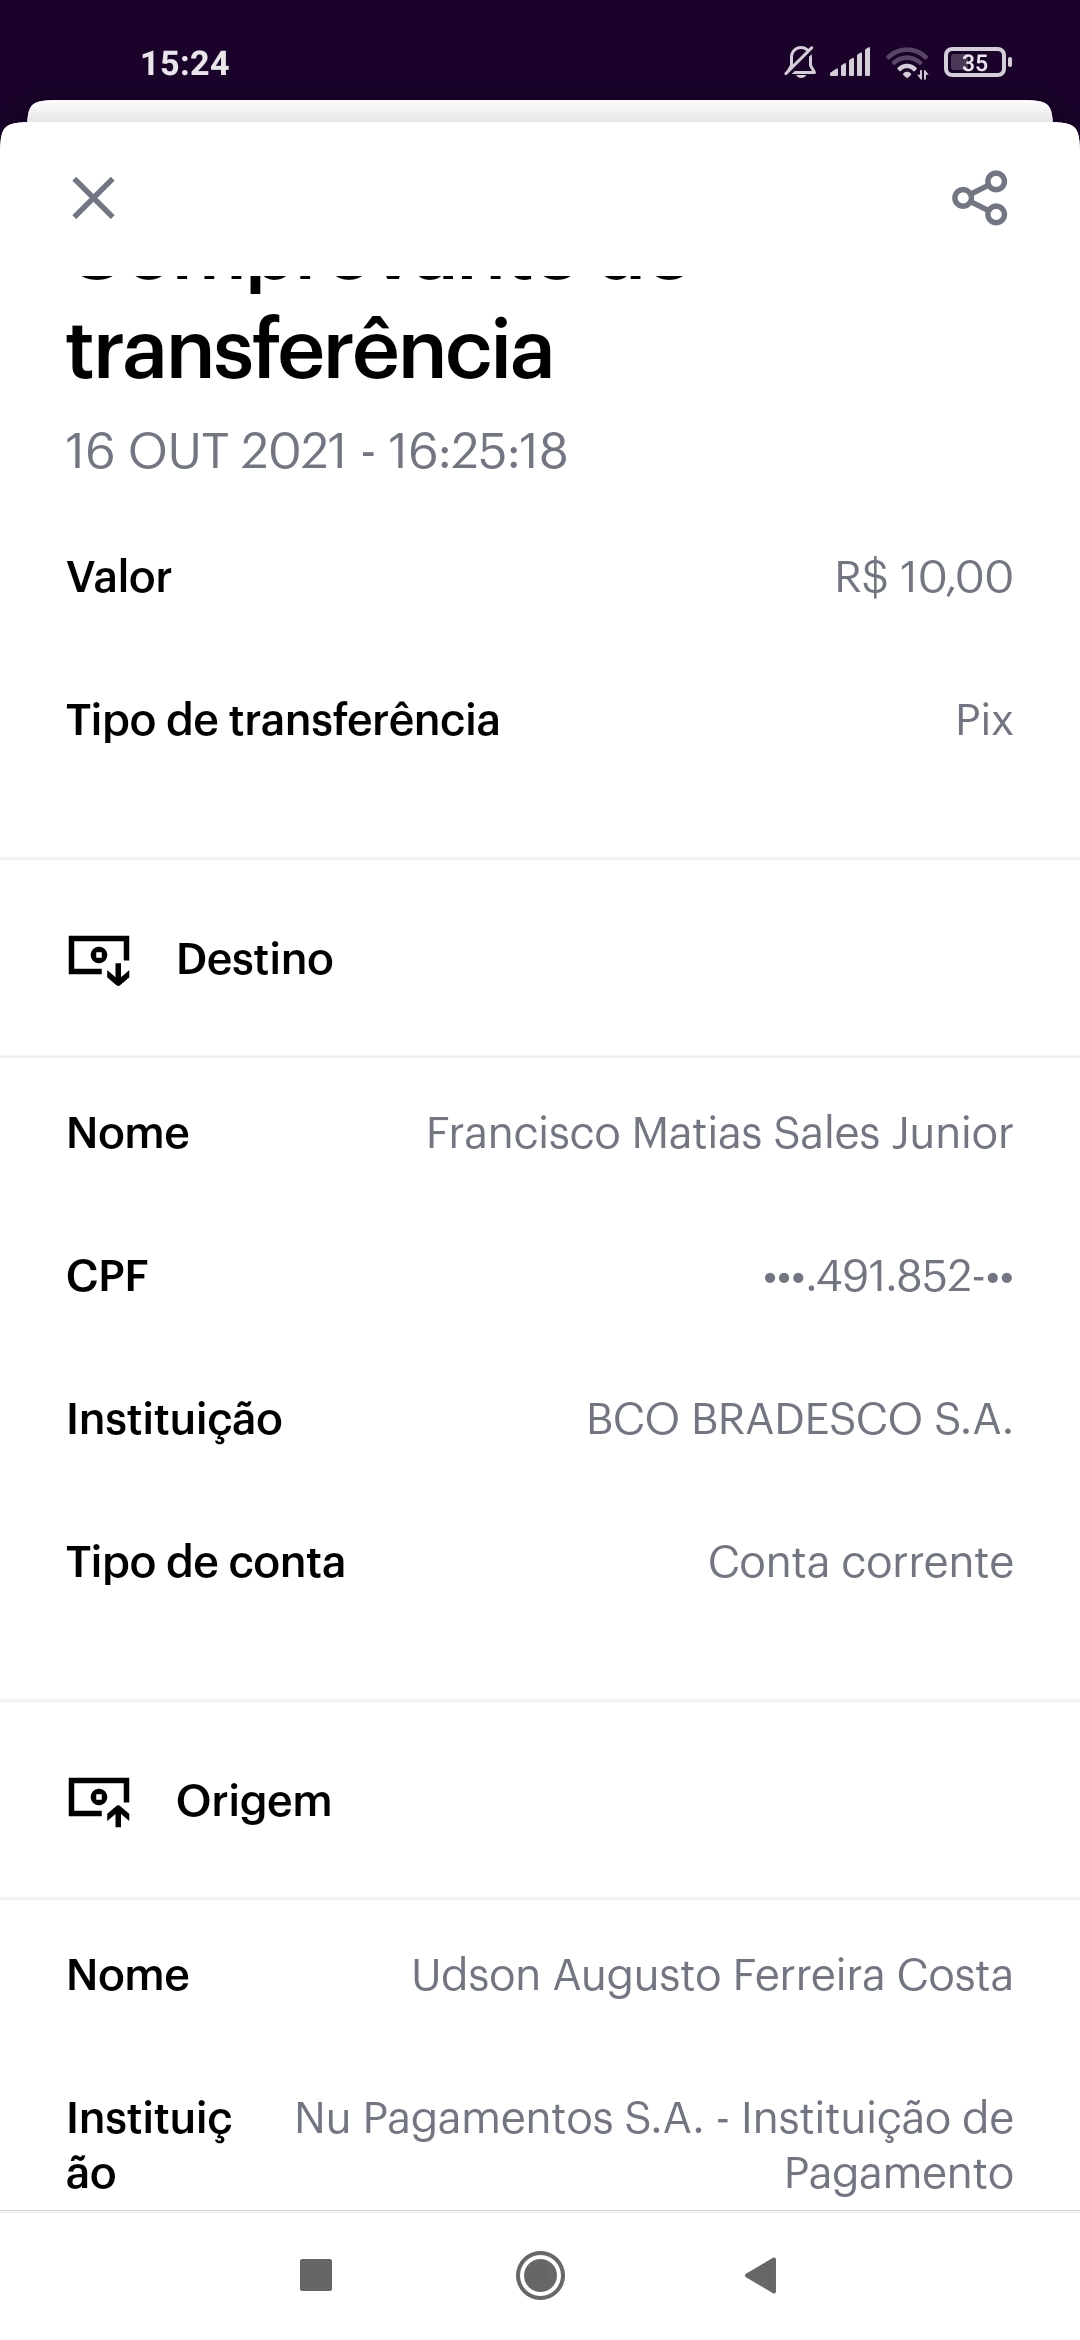 15:24
35
transferência
16 OUT 2021 - 16:25:18
Valor R$ 10,00
Tipo de transferência Pix
Destino
Nome Francisco Matias Sales Junior
CPF •••.491.852-••
Instituição BCO BRADESCO S.A.
Tipo de conta Conta corrente
Origem
Nome Udson Augusto Ferreira Costa
Instituiç Nu Pagamentos S.A. - Instituição de
ão Pagamento